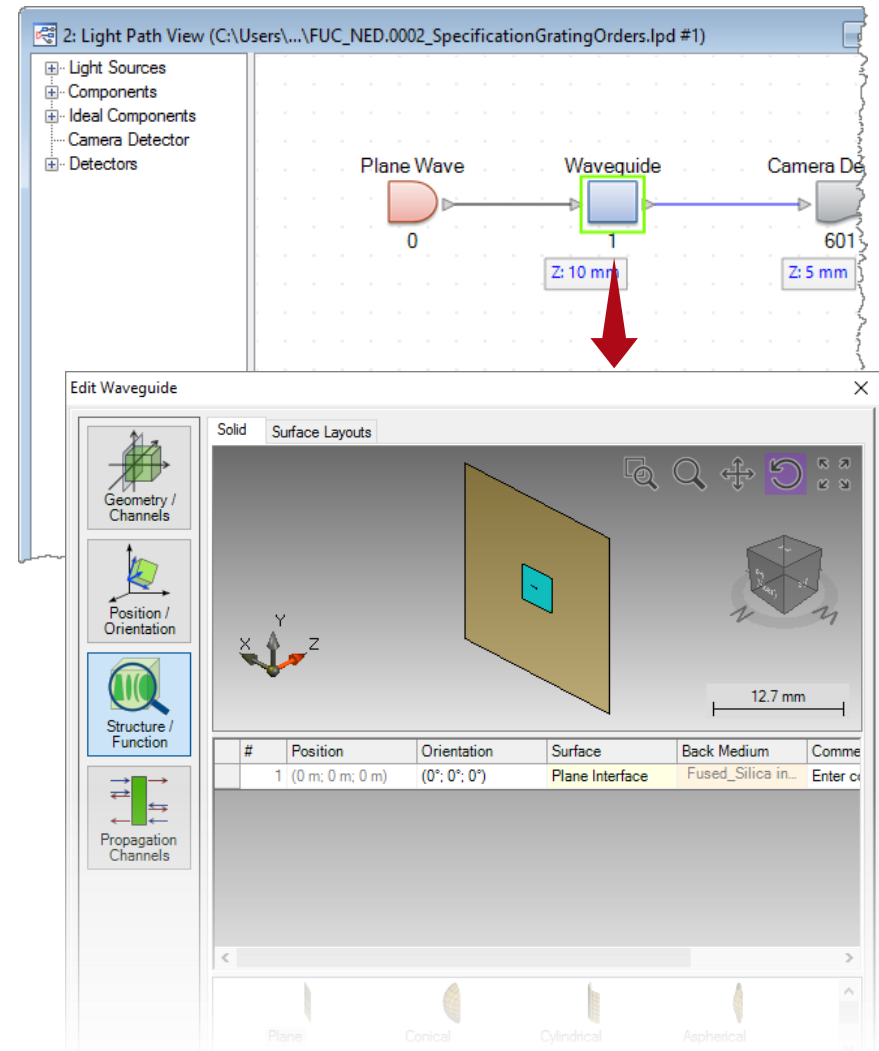 2: Light Path View (C:\Users\...\FUC_NED.0002_SpecificationGratingOrders.lpd #1)
Light Sources
Components
Ideal Components
Camera Detector
Detectors
Plane Wave
Waveguide
Camera De
0
1
601
Z: 10 mm
Z: 5 mm
Edit Waveguide
Geometry /
Channels
Position /
Orientation
Structure /
Function
Propagation
Channels
Solid
Surface Layouts
X
Y
Z
12.7 mm
# Position Orientation Surface Back Medium Comme
1 (0 m; 0 m; 0 m) (0°; 0°; 0°) Plane Interface Fused_Silica in... Enter co
Plane
Conical
Cylindrical
Aspherical